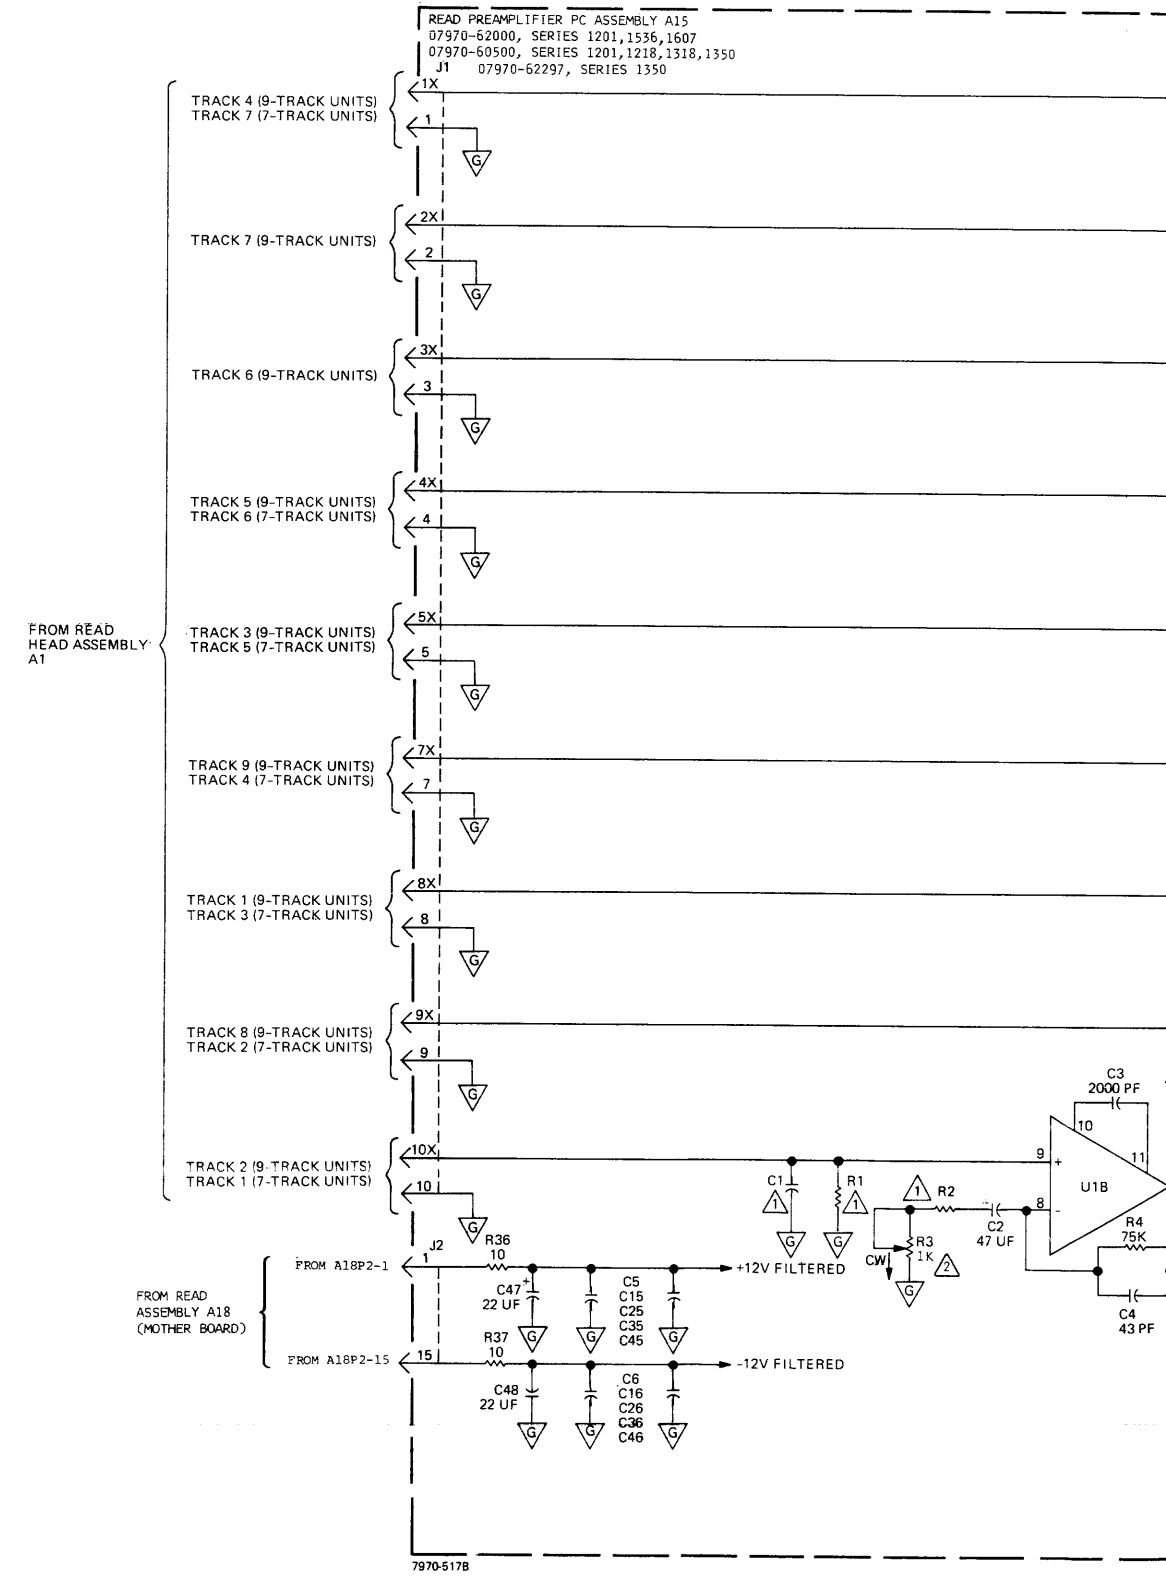 READ PREAMPLIFIER PC ASSEMBLY A15
07970-62000, SERIES 1201,1536,1607
07970-60500, SERIES 1201,1218,1318,1350
07970-62297, SERIES 1350
J1
1X
TRACK 4 (9-TRACK UNITS)
TRACK 7 (7-TRACK UNITS)
1
G
2X
TRACK 7 (9-TRACK UNITS)
2
G
3X
TRACK 6 (9-TRACK UNITS)
3
G
4X
TRACK 5 (9-TRACK UNITS)
TRACK 6 (7-TRACK UNITS)
4
G
FROM READ
HEAD ASSEMBLY
A1
5X
TRACK 3 (9-TRACK UNITS)
TRACK 5 (7-TRACK UNITS)
5
G
7X
TRACK 9 (9-TRACK UNITS)
TRACK 4 (7-TRACK UNITS)
7
G
8X
TRACK 1 (9-TRACK UNITS)
TRACK 3 (7-TRACK UNITS)
8
G
9X
TRACK 8 (9-TRACK UNITS)
TRACK 2 (7-TRACK UNITS)
9
G
10X
TRACK 2 (9-TRACK UNITS)
TRACK 1 (7-TRACK UNITS)
10
G
C3
2000 PF
10
11
9
+
U1B
8
-
C1
1
G
R1
1
G
1
R2
C2
47 UF
R3
1K
2
CW
G
R4
75K
C4
43 PF
FROM READ
ASSEMBLY A18
(MOTHER BOARD)
J2
FROM A18P2-1
1
R36
10
+12V FILTERED
C47
+
22 UF
G
G
C5
C15
C25
C35
C45
G
FROM A18P2-15
15
R37
10
-12V FILTERED
C48
22 UF
G
G
C6
C16
C26
C36
C46
G
7970-517B